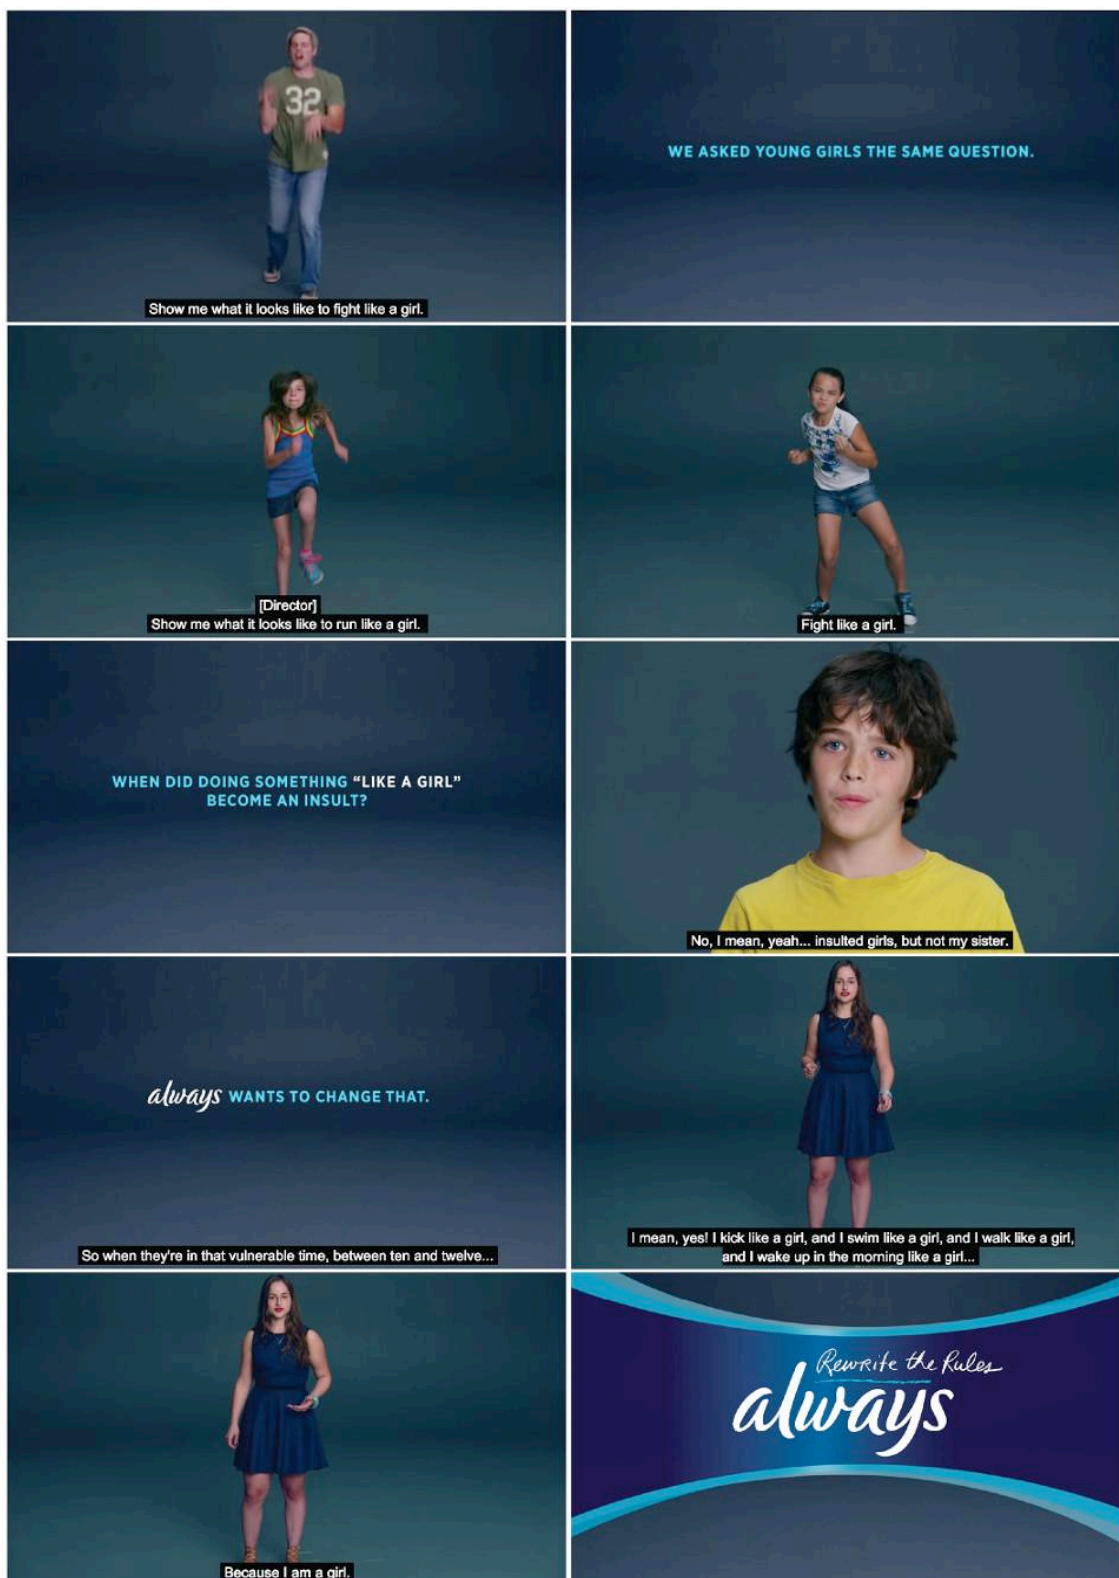 32
Show me what it looks like to fight like a girl.
WE ASKED YOUNG GIRLS THE SAME QUESTION.
[Director]
Show me what it looks like to run like a girl.
Fight like a girl.
WHEN DID DOING SOMETHING “LIKE A GIRL”
BECOME AN INSULT?
No, I mean, yeah... insulted girls, but not my sister.
always WANTS TO CHANGE THAT.
So when they're in that vulnerable time, between ten and twelve...
I mean, yes! I kick like a girl, and I swim like a girl, and I walk like a girl,
and I wake up in the morning like a girl...
Because I am a girl.
Rewrite the Rules
always